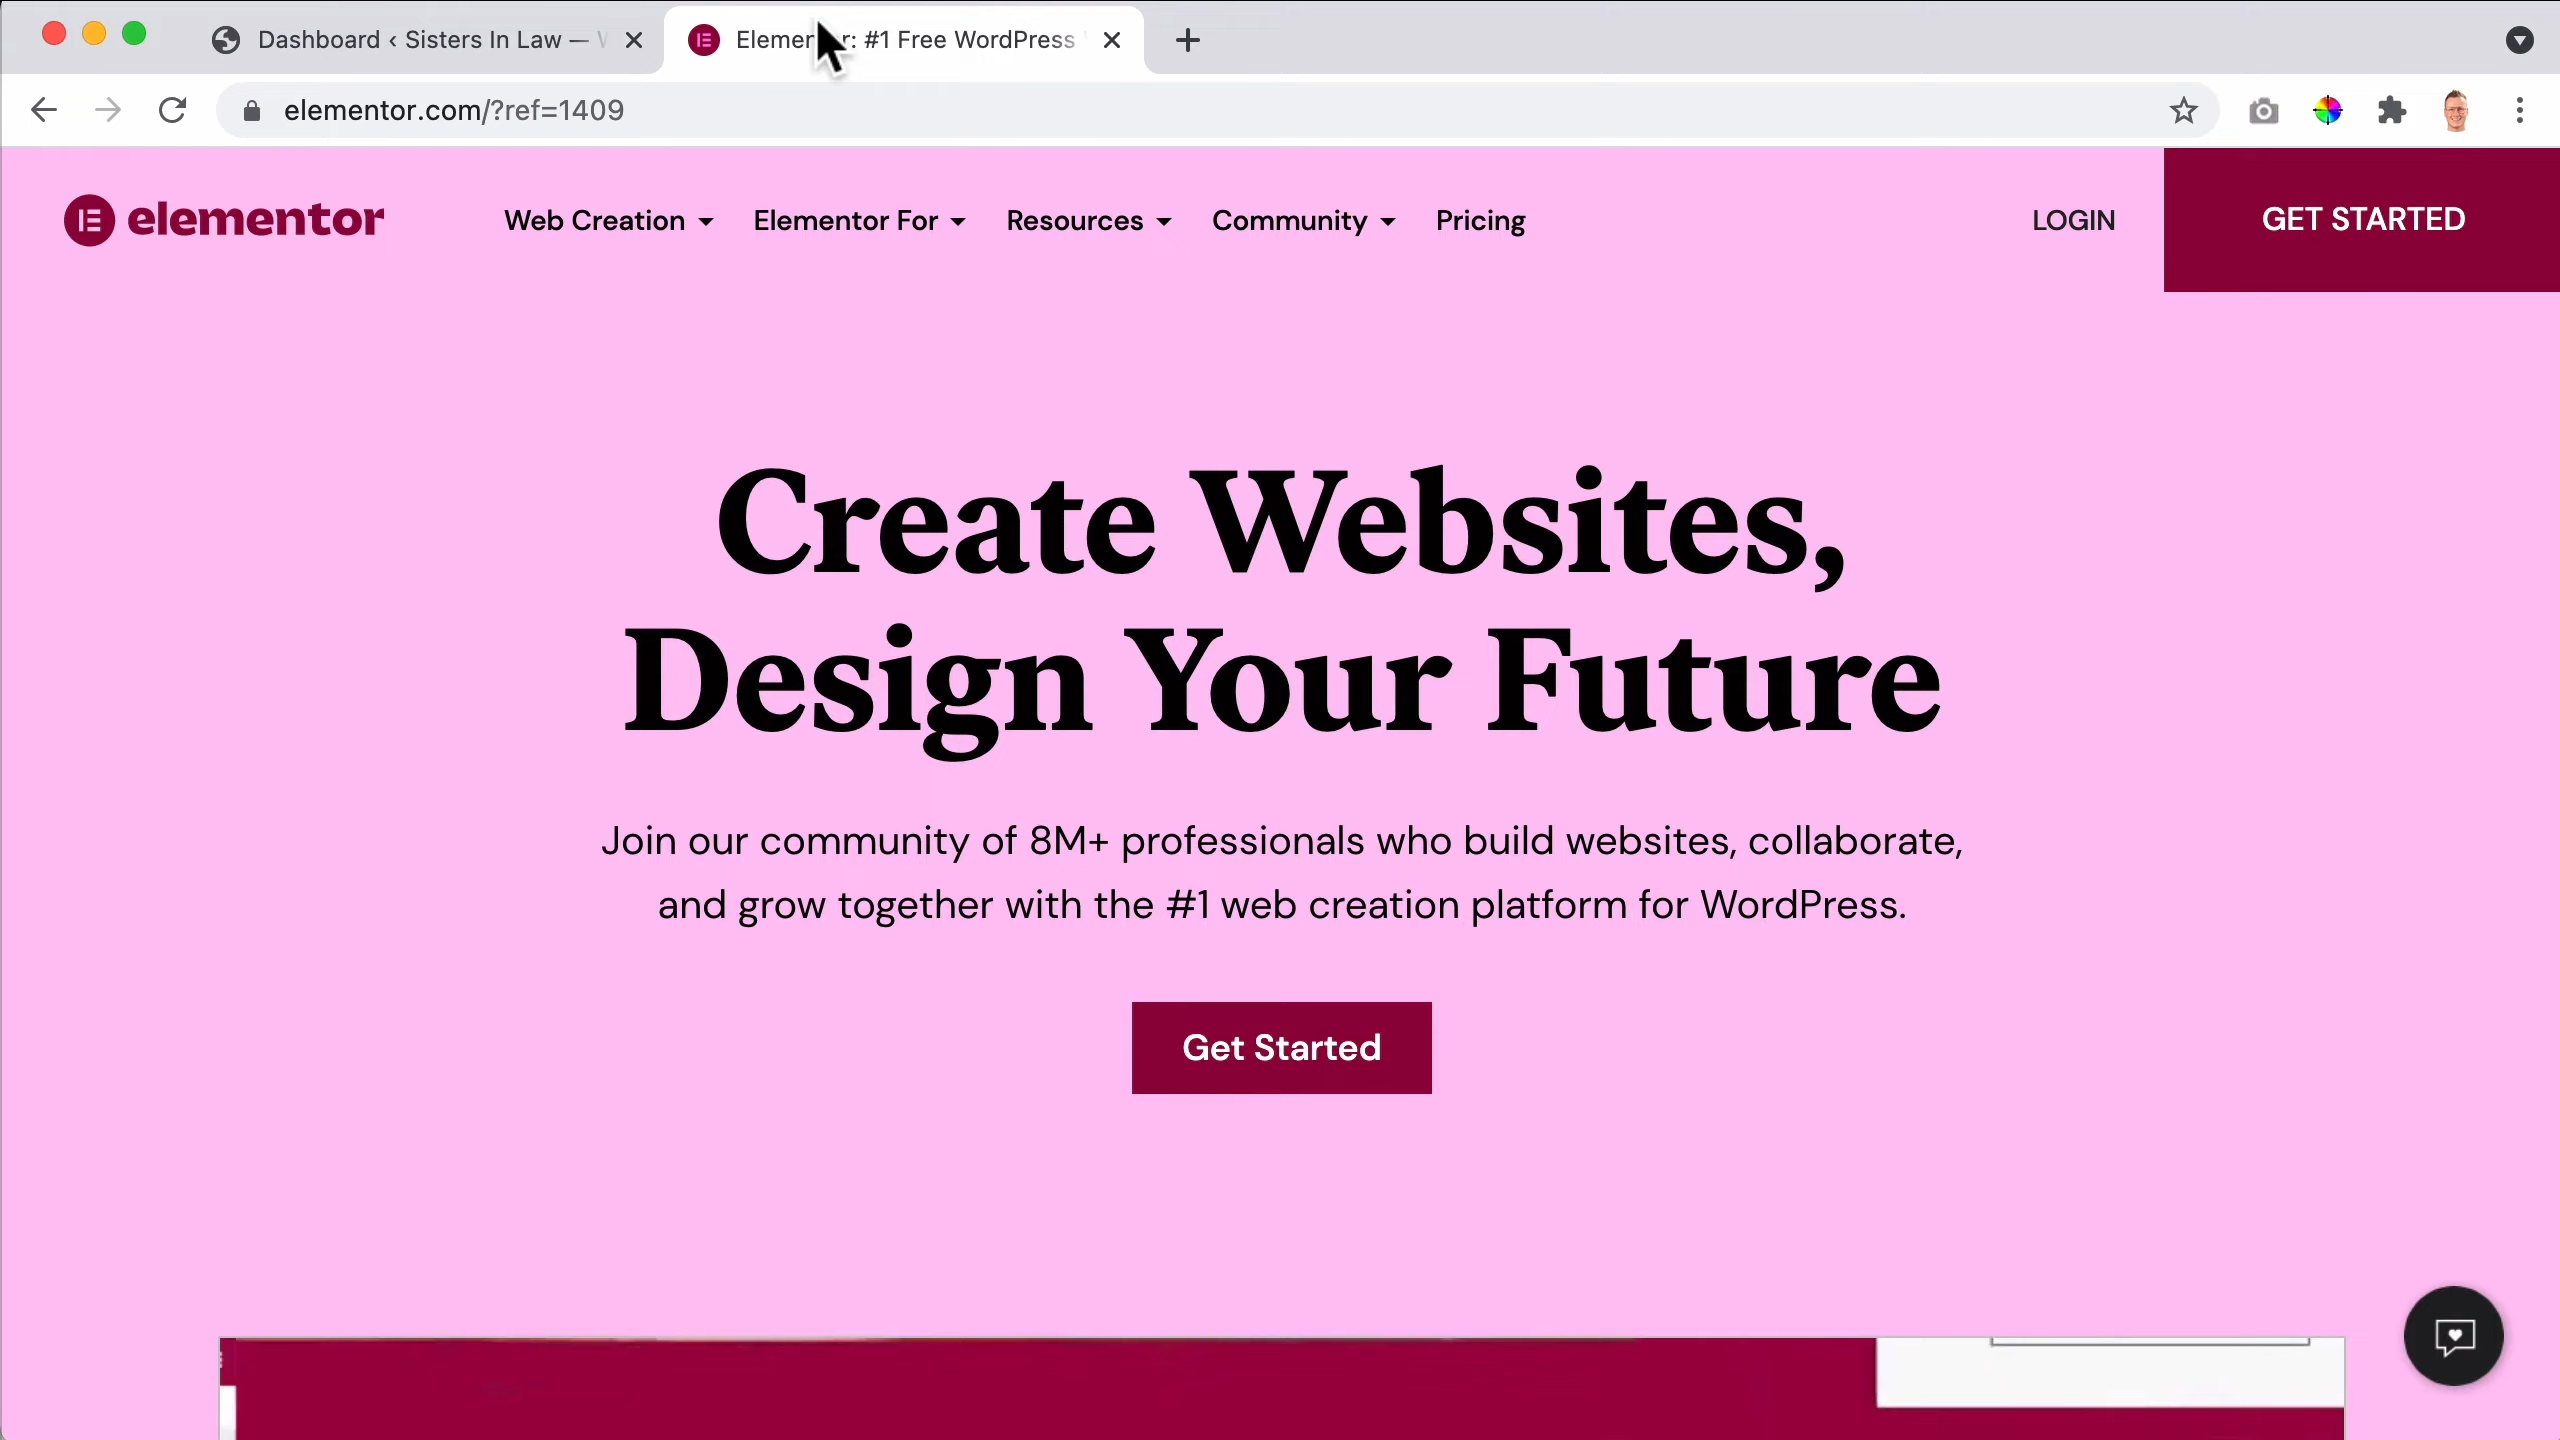 Dashboard ‹ Sisters In Law —
Elementor: #1 Free WordPress
elementor.com/?ref=1409
elementor
Web Creation
Elementor For
Resources
Community
Pricing
LOGIN
GET STARTED
Create Websites,
Design Your Future
Join our community of 8M+ professionals who build websites, collaborate,
and grow together with the #1 web creation platform for WordPress.
Get Started